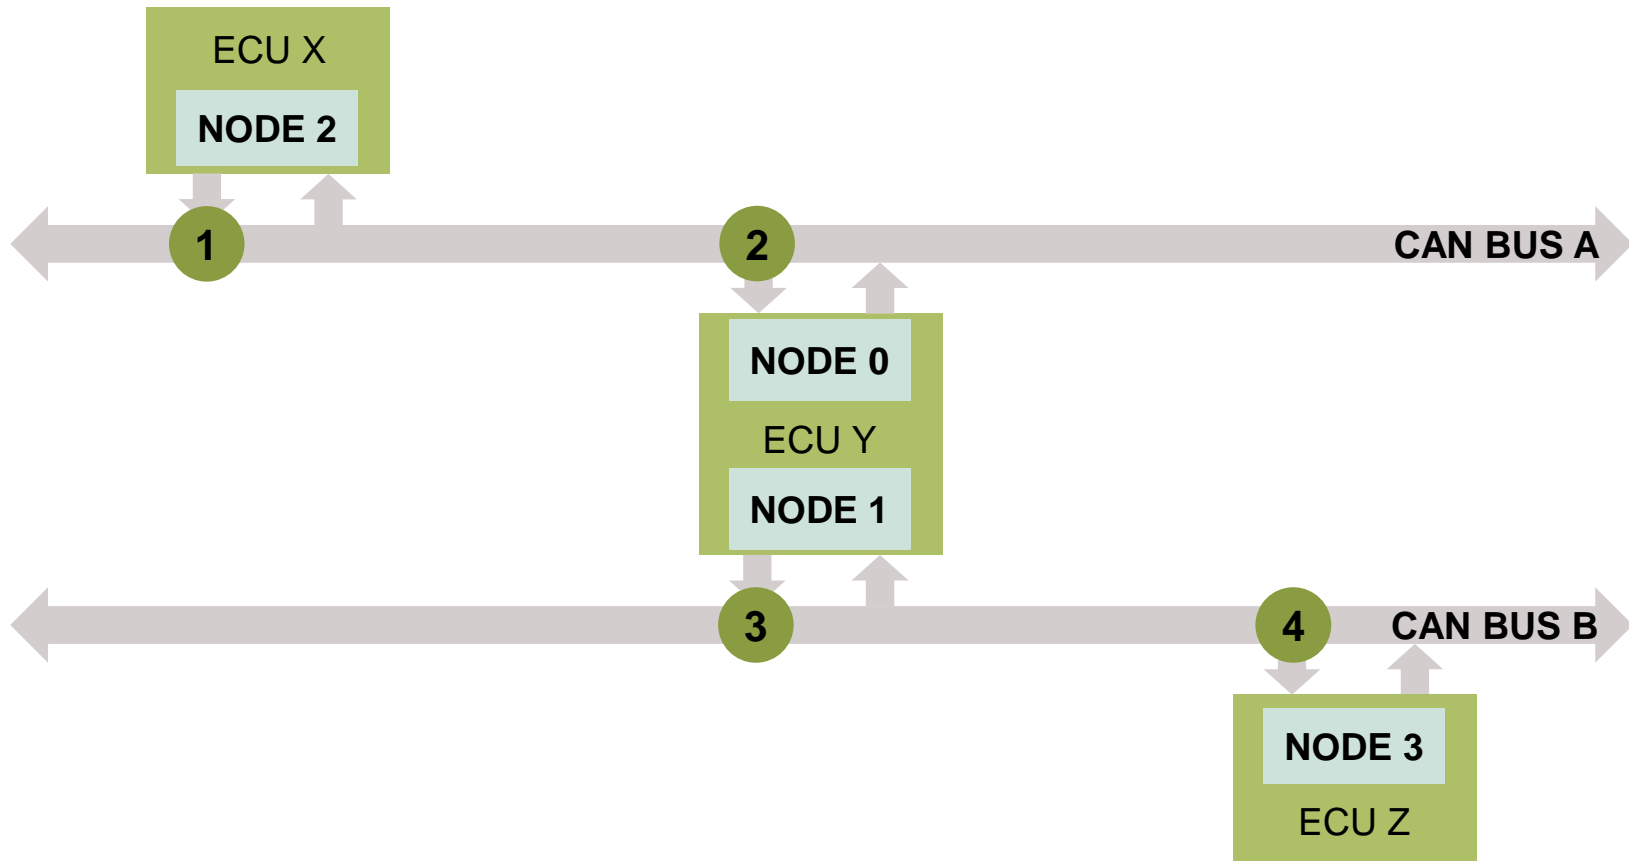 ECU X
NODE 2
1
2
CAN BUS A
NODE 0
ECU Y
NODE 1
3
4
CAN BUS B
NODE 3
ECU Z